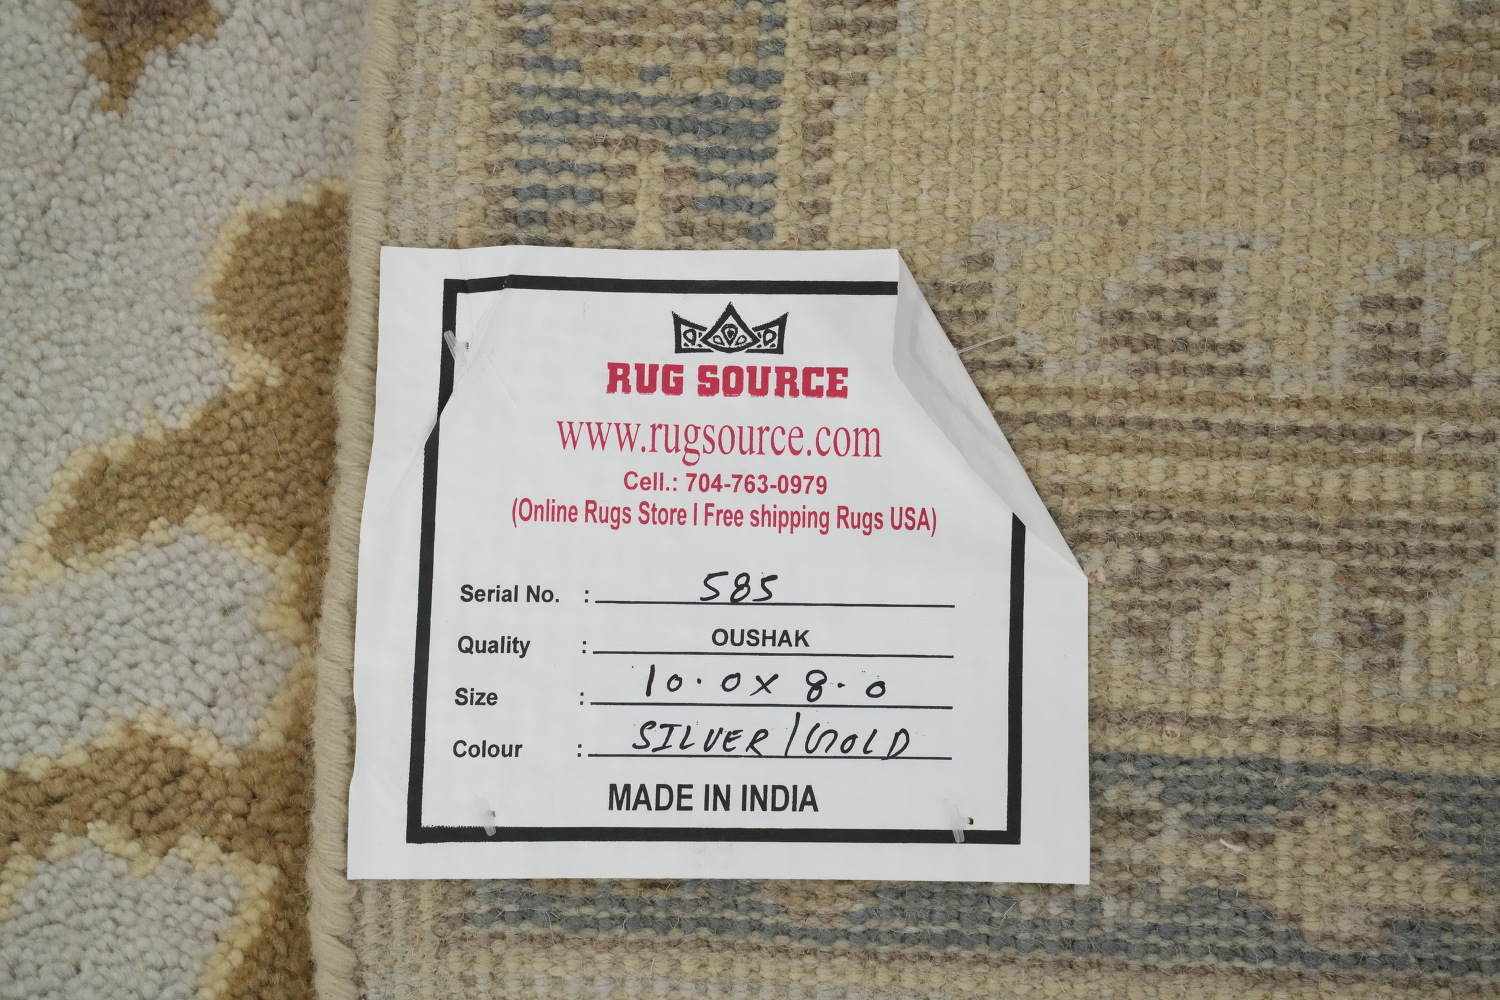 RUG SOURCE
www.rugsource.com
Cell.: 704-763-0979
(Online Rugs Store I Free shipping Rugs USA)
Serial No. : 585
Quality : OUSHAK
Size : 10.0 x 8.0
Colour : SILVER/GOLD
MADE IN INDIA